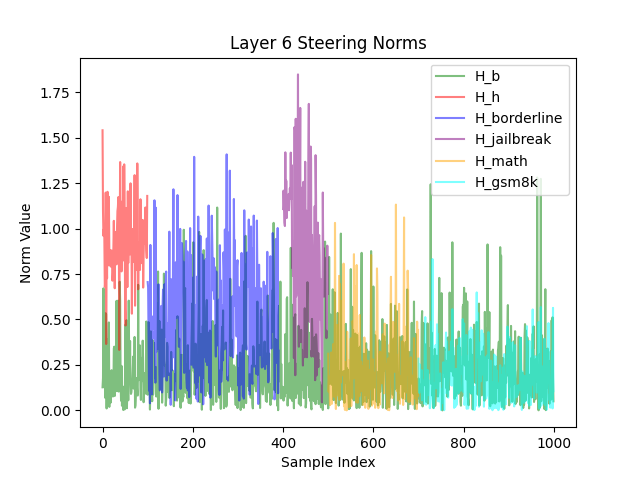 Layer 6 Steering Norms
H_b
H_h
H_borderline
H_jailbreak
H_math
H_gsm8k
Norm Value
1.75
1.50
1.25
1.00
0.75
0.50
0.25
0.00
0 200 400 600 800 1000
Sample Index